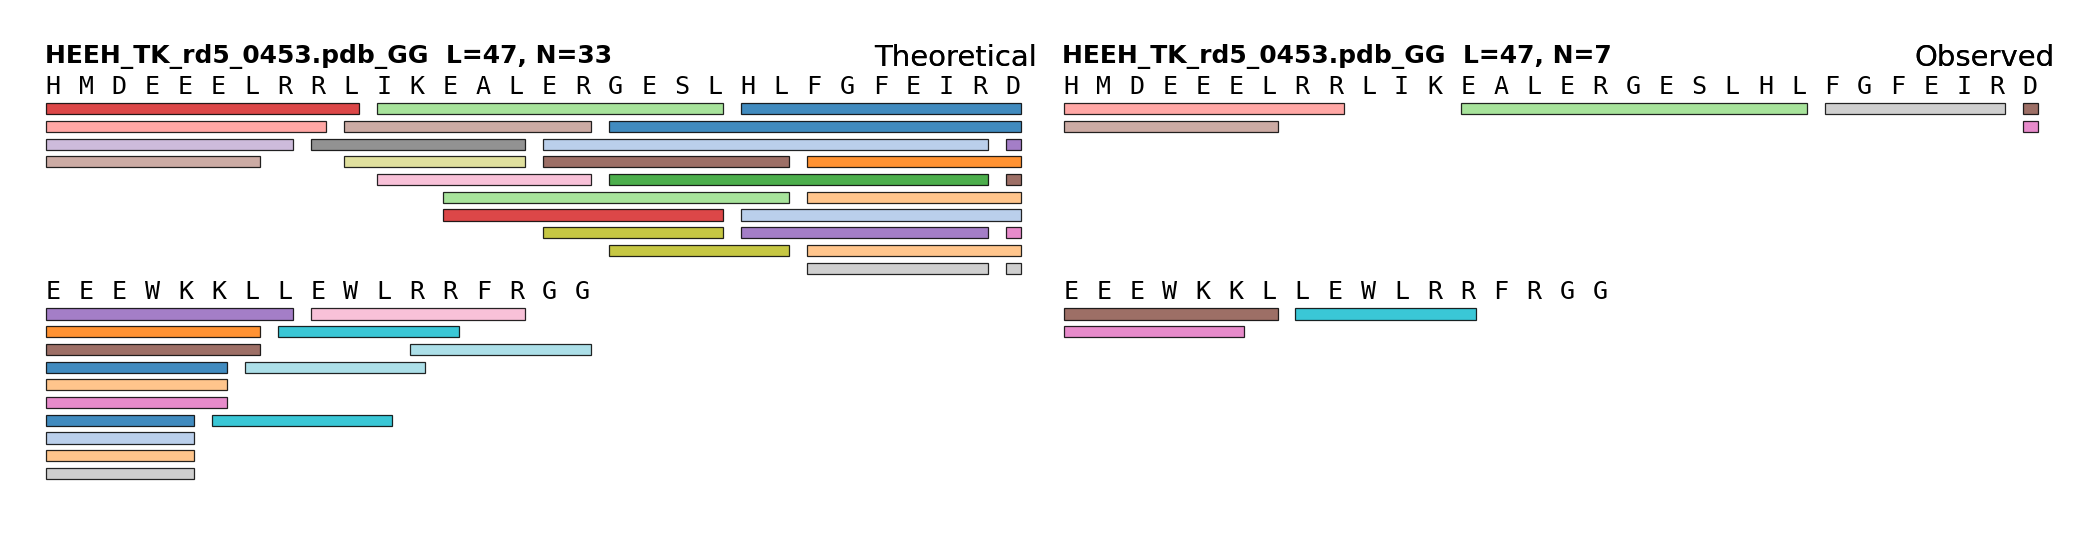 HEEH_TK_rd5_0453.pdb_GG L=47, N=33 Theoretical
H M D E E E L R R L I K E A L E R G E S L H L F G F E I R D
E E E W K K L L E W L R R F R G G
HEEH_TK_rd5_0453.pdb_GG L=47, N=7 Observed
H M D E E E L R R L I K E A L E R G E S L H L F G F E I R D
E E E W K K L L E W L R R F R G G